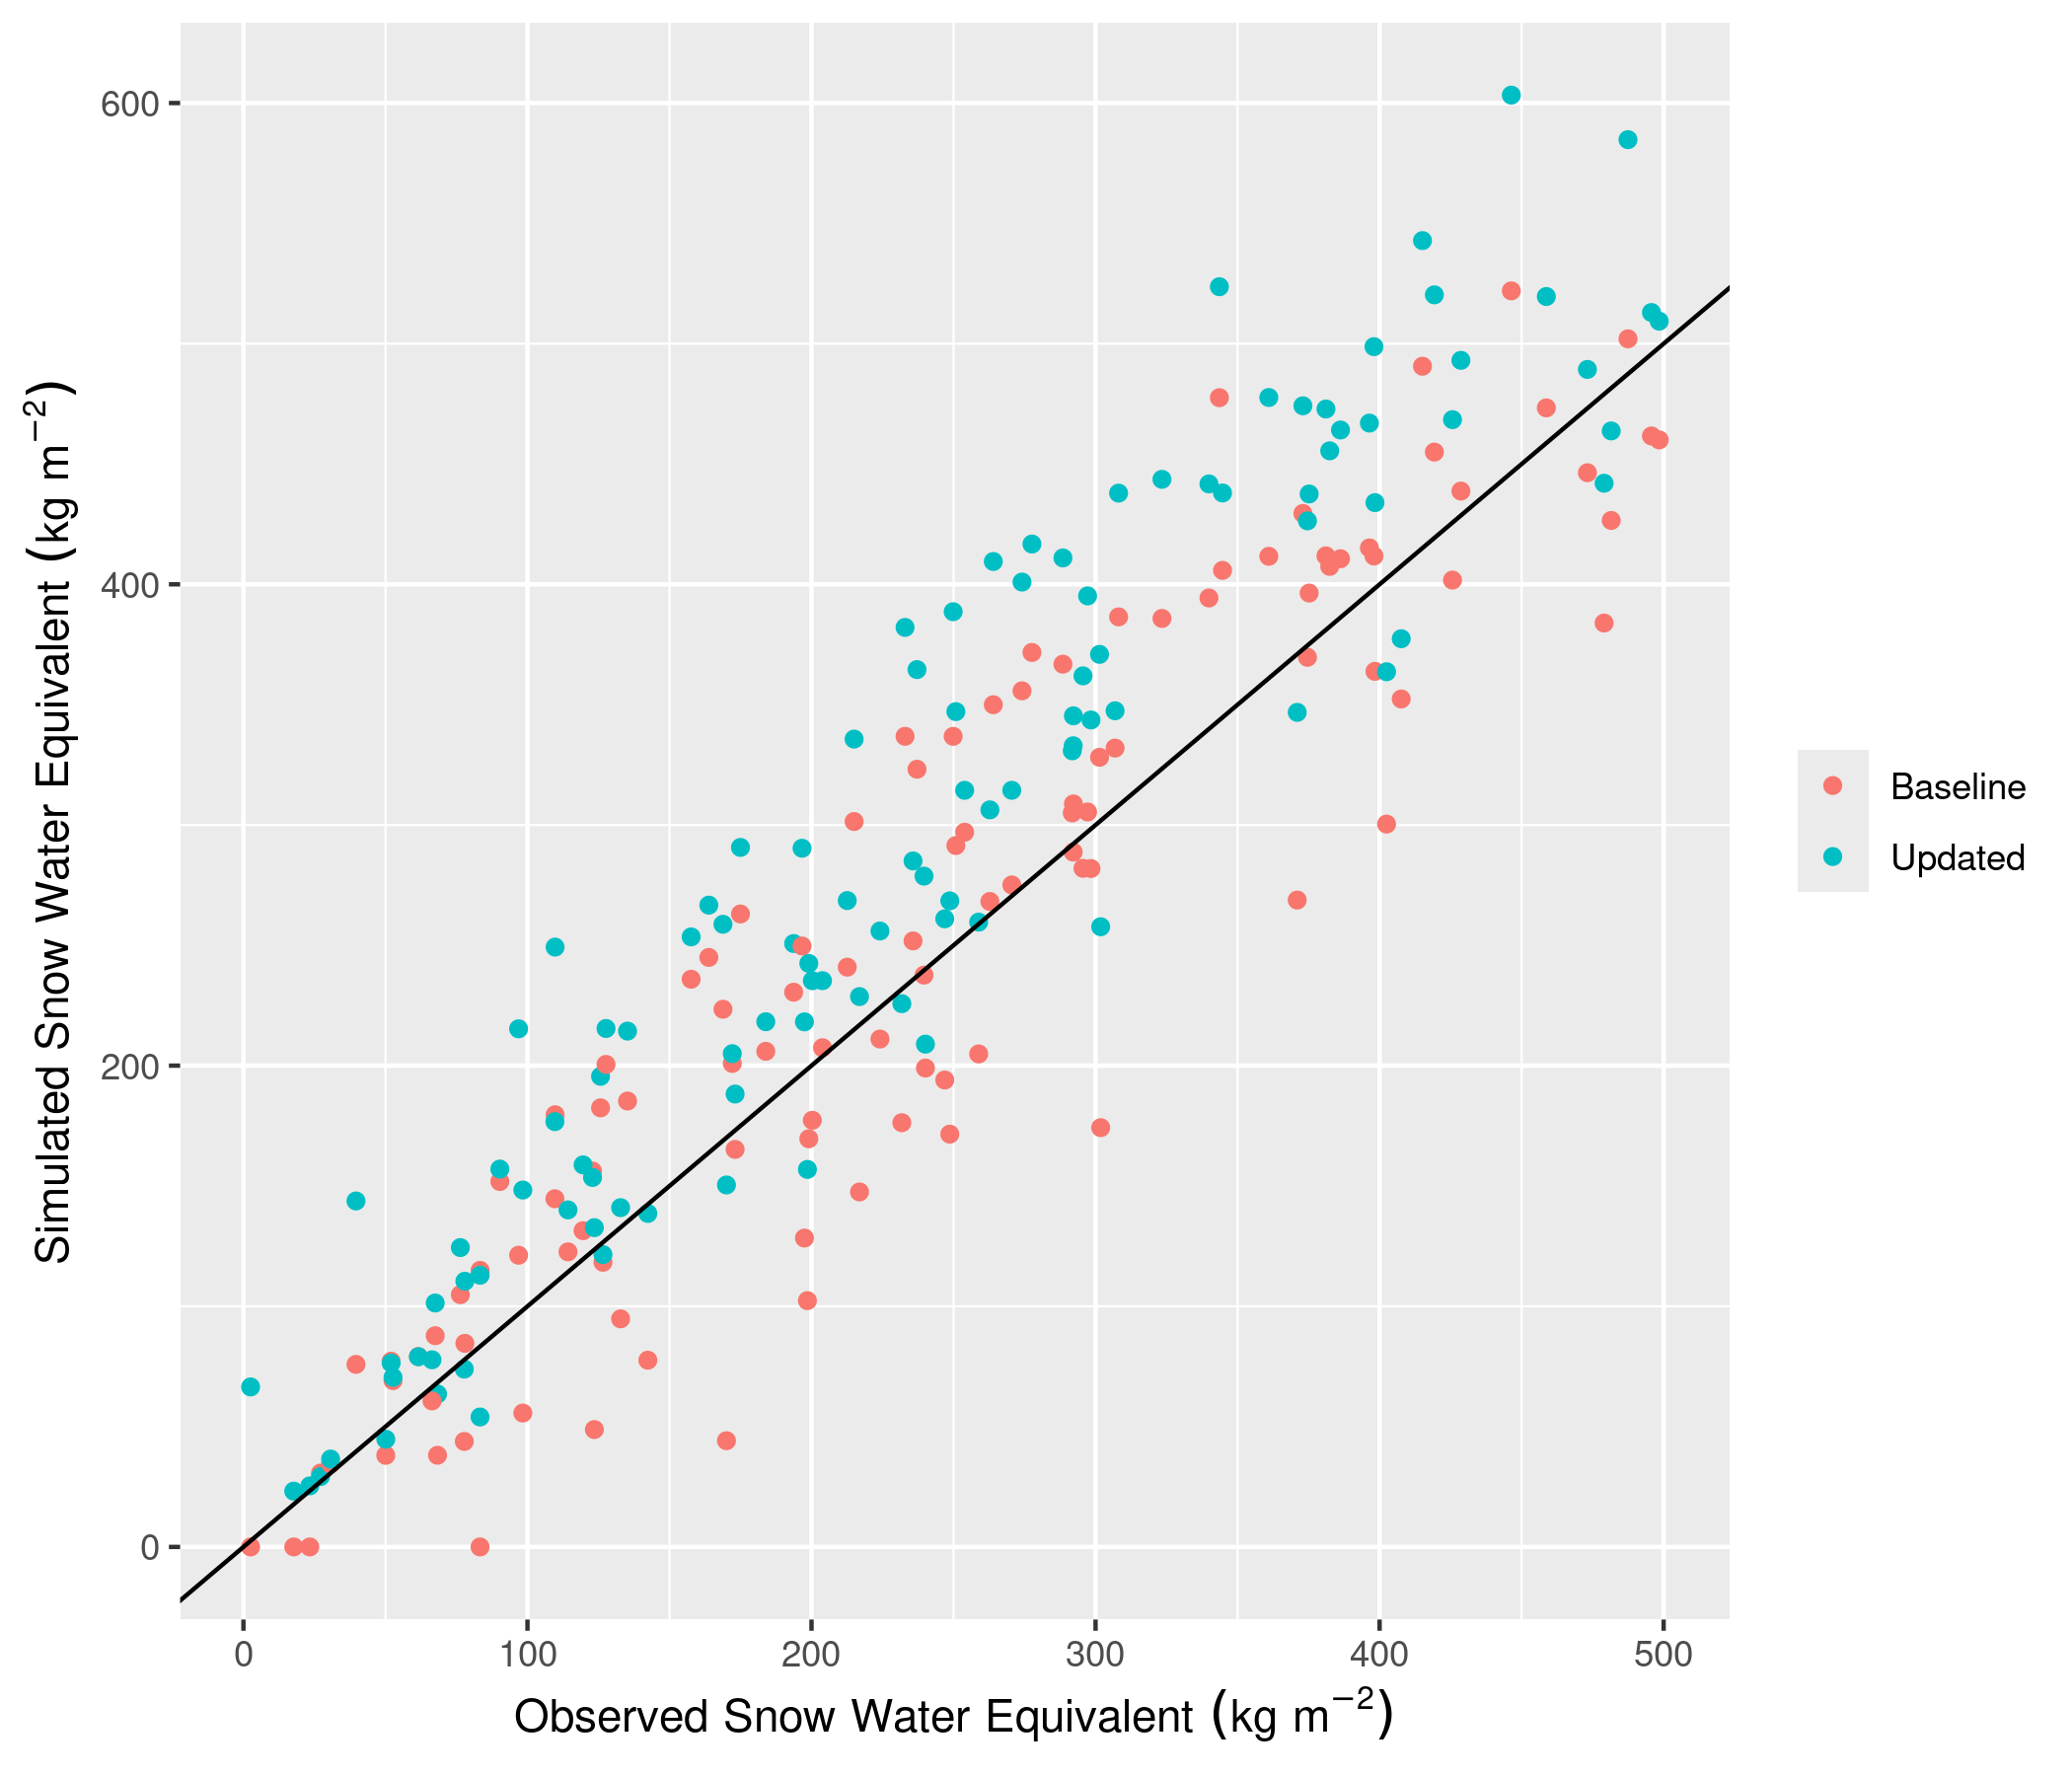 Simulated Snow Water Equivalent (kg m⁻²)
600
400
200
0
0 100 200 300 400 500
Observed Snow Water Equivalent (kg m⁻²)
Baseline
Updated